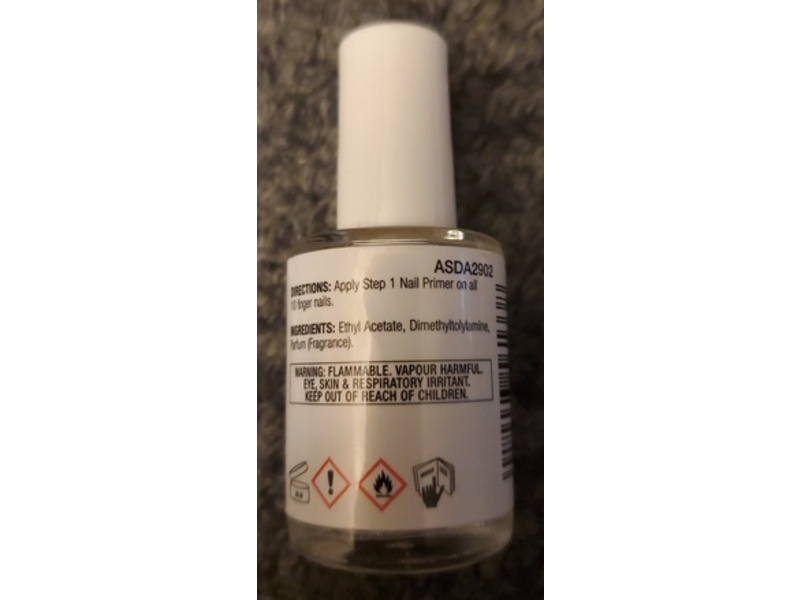 ASDA2902
DIRECTIONS: Apply Step 1 Nail Primer on all
10 finger nails.
INGREDIENTS: Ethyl Acetate, Dimethyltolylamine,
Parfum (Fragrance).
WARNING: FLAMMABLE. VAPOUR HARMFUL.
EYE, SKIN & RESPIRATORY IRRITANT.
KEEP OUT OF REACH OF CHILDREN.